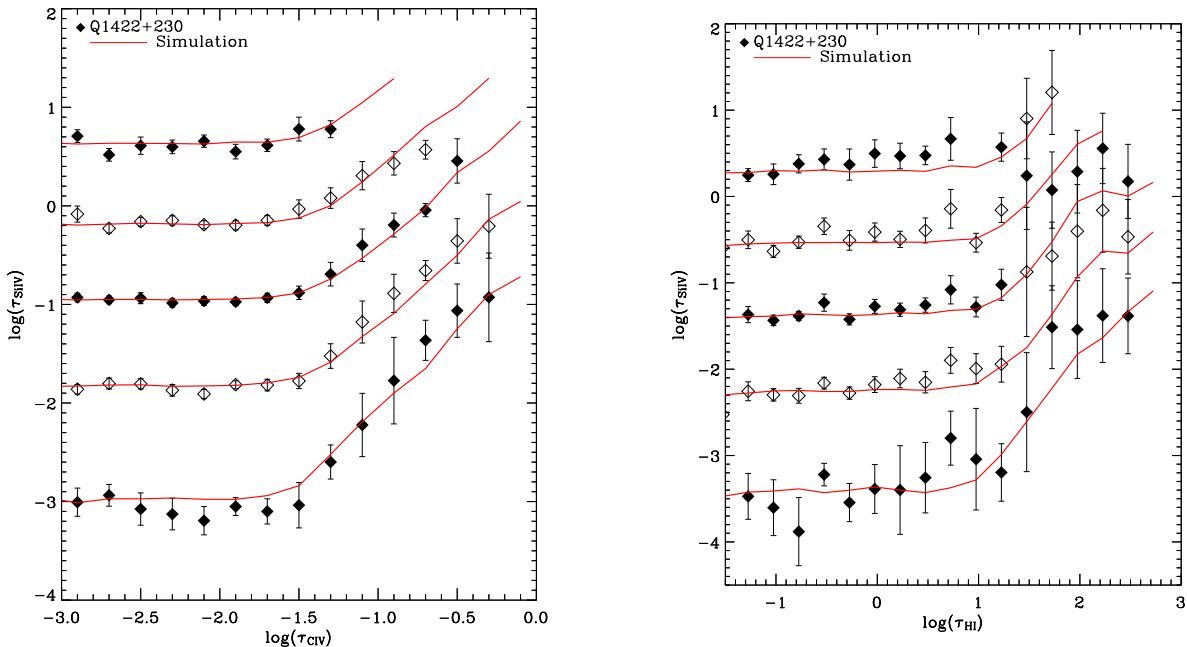 2
1
0
−1
−2
−3
−4
−3.0 −2.5 −2.0 −1.5 −1.0 −0.5 0.0
log(τCIV)
log(τSiIV)
Q1422+230
Simulation
2
1
0
−1
−2
−3
−4
−1 0 1 2 3
log(τHI)
log(τSiIV)
Q1422+230
Simulation